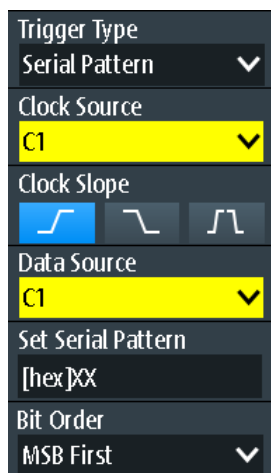 Trigger Type
Serial Pattern
Clock Source
C1
Clock Slope
Data Source
C1
Set Serial Pattern
[hex]XX
Bit Order
MSB First